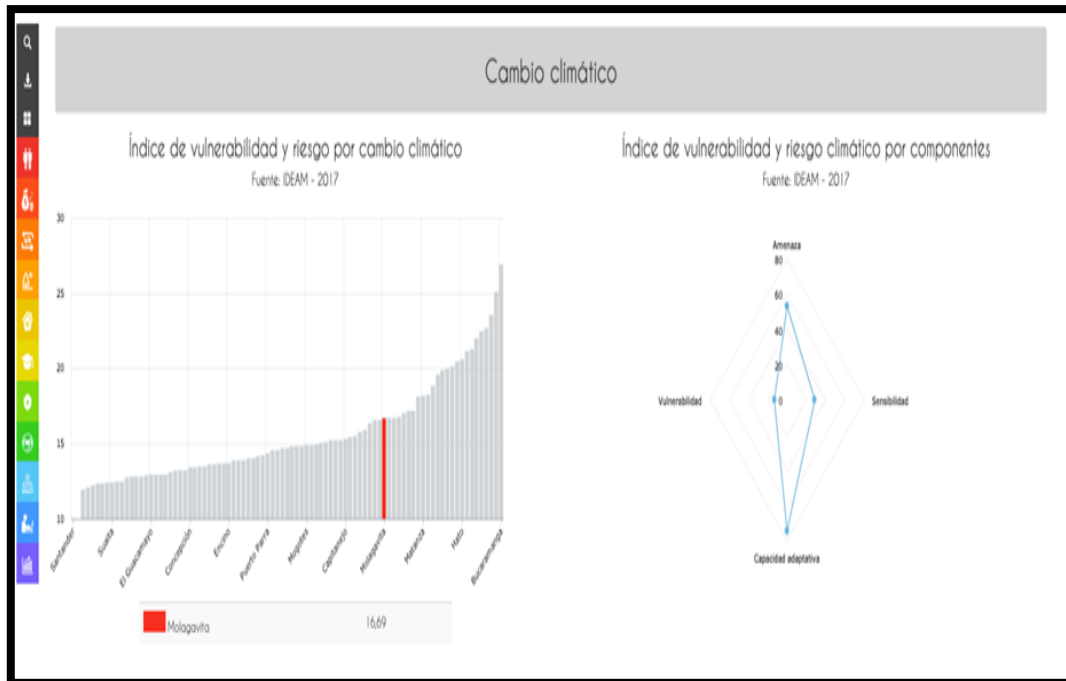 Cambio climático
Índice de vulnerabilidad y riesgo por cambio climático
Fuente: IDEAM - 2017
30
25
20
15
10
Santander
Suaita
El Guacamayo
Concepción
Encino
Puerto Parra
Mogotes
Capitanejo
Molagavita
Matanza
Hato
Bucaramanga
Molagavita 16,69
Índice de vulnerabilidad y riesgo climático por componentes
Fuente: IDEAM - 2017
Amenaza
80
60
40
20
0
Vulnerabilidad
Sensibilidad
Capacidad adaptativa